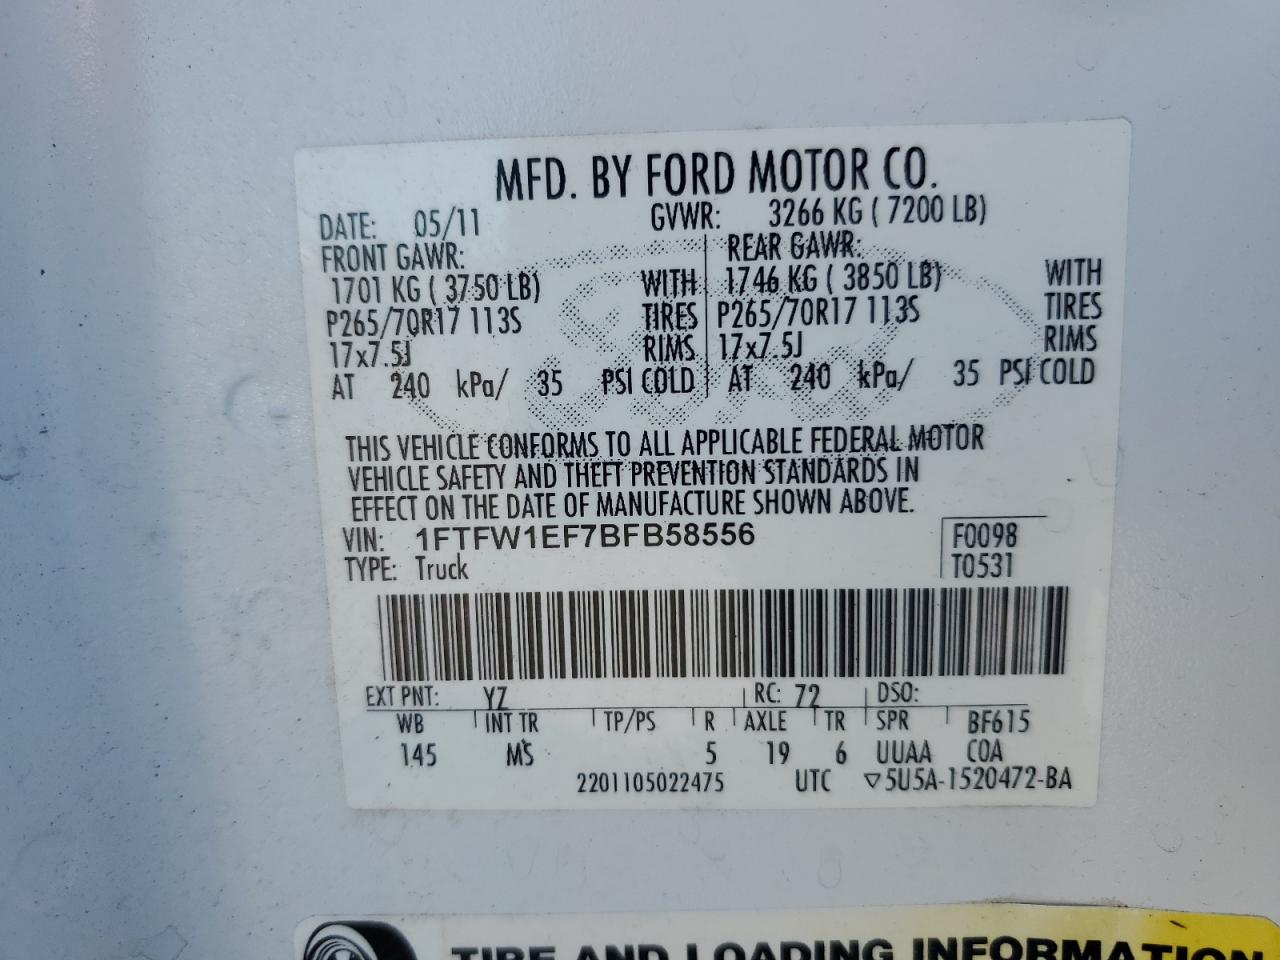 MFD. BY FORD MOTOR CO.
DATE: 05/11 GVWR: 3266 KG ( 7200 LB)
FRONT GAWR: REAR GAWR:
1701 KG ( 3750 LB) WITH 1746 KG ( 3850 LB) WITH
P265/70R17 113S TIRES P265/70R17 113S TIRES
17x7.5J RIMS 17x7.5J RIMS
AT 240 kPa/ 35 PSI COLD AT 240 kPa/ 35 PSI COLD
THIS VEHICLE CONFORMS TO ALL APPLICABLE FEDERAL MOTOR
VEHICLE SAFETY AND THEFT PREVENTION STANDARDS IN
EFFECT ON THE DATE OF MANUFACTURE SHOWN ABOVE.
VIN: 1FTFW1EF7BFB58556 F0098
TYPE: Truck T0531
EXT PNT: YZ RC: 72 DSO:
WB INT TR TP/PS R AXLE TR SPR BF615
145 MS 5 19 6 UUAA COA
2201105022475 UTC ▽5U5A-1520472-BA
TIRE AND LOADING INFORMATION